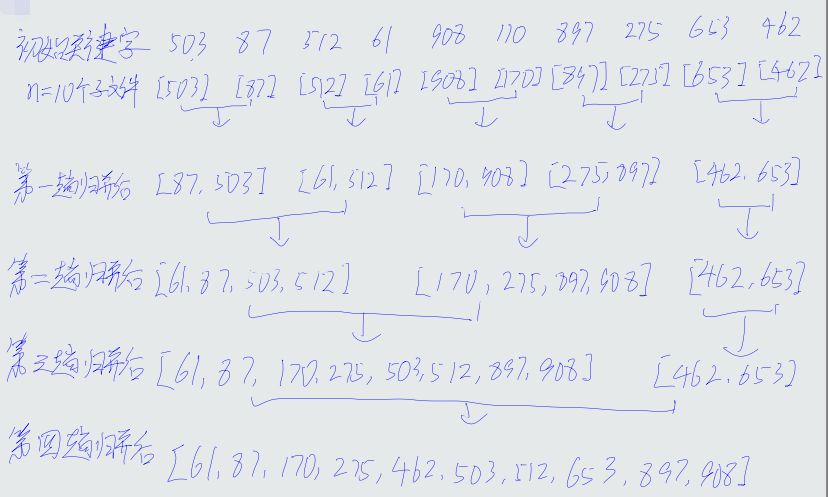 初始关键字 503 87 512 61 908 170 897 275 653 462
n=10个子文件 [503] [87] [512] [61] [908] [170] [897] [275] [653] [462]
第一趟归并后 [87, 503] [61, 512] [170, 908] [275, 897] [462, 653]
第二趟归并后 [61, 87, 503, 512] [170, 275, 897, 908] [462, 653]
第三趟归并后 [61, 87, 170, 275, 503, 512, 897, 908] [462, 653]
第四趟归并后 [61, 87, 170, 275, 462, 503, 512, 653, 897, 908]